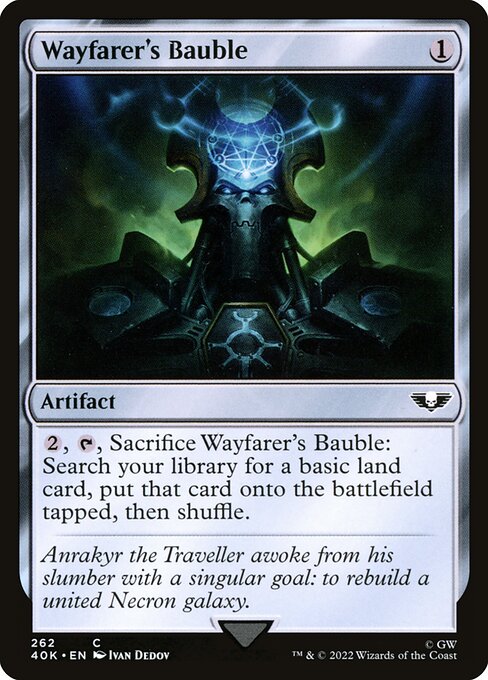 Wayfarer's Bauble 1
Artifact
2, , Sacrifice Wayfarer's Bauble:
Search your library for a basic land
card, put that card onto the battlefield
tapped, then shuffle.
Anrakyr the Traveller awoke from his
slumber with a singular goal: to rebuild a
united Necron galaxy.
262 C © GW
40K • EN Ivan Dedov ™ & © 2022 Wizards of the Coast